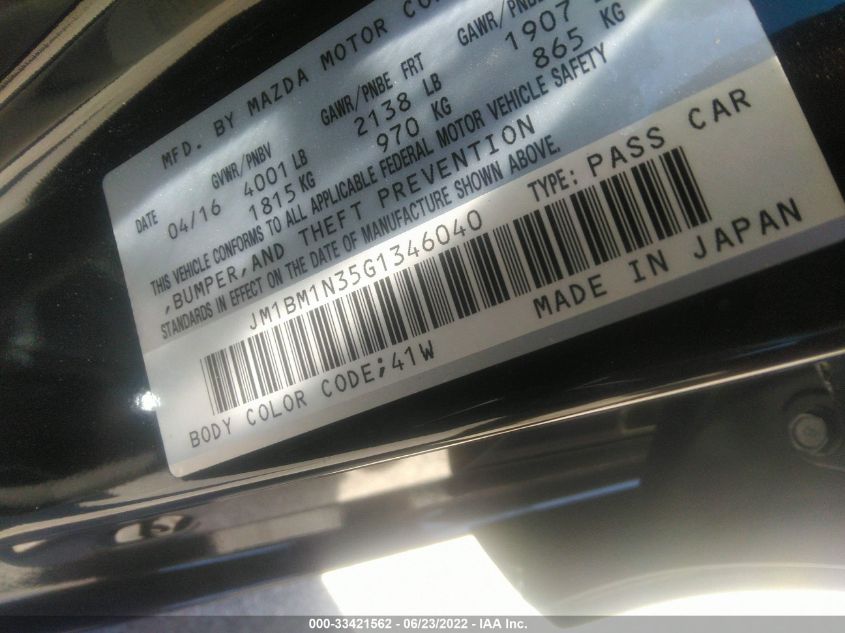 MFD. BY MAZDA MOTOR
DATE GVWR/PNBV GAWR/PNBE FRT GAWR/PNBE
04/16 4001 LB 2138 LB 1907
1815 KG 970 KG 865 KG
THIS VEHICLE CONFORMS TO ALL APPLICABLE FEDERAL MOTOR VEHICLE SAFETY
, BUMPER, AND THEFT PREVENTION
STANDARDS IN EFFECT ON THE DATE OF MANUFACTURE SHOWN ABOVE.
JM1BM1N35G1346040 TYPE: PASS CAR
BODY COLOR CODE;41W MADE IN JAPAN
000-33421562 | 06/23/2022 - IAA Inc.